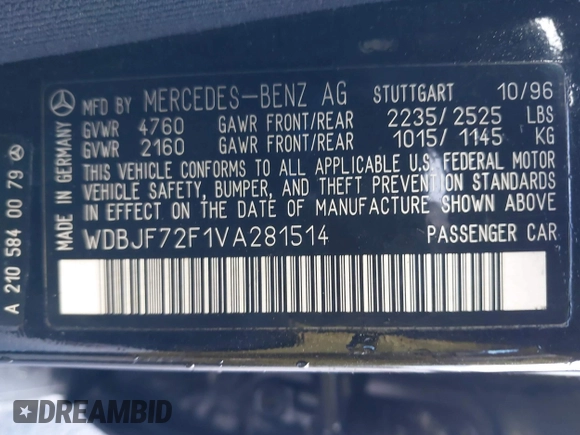 MFD BY MERCEDES-BENZ AG STUTTGART 10/96
GVWR 4760 GAWR FRONT/REAR 2235/2525 LBS
GVWR 2160 GAWR FRONT/REAR 1015/1145 KG
THIS VEHICLE CONFORMS TO ALL APPLICABLE U.S. FEDERAL MOTOR
VEHICLE SAFETY, BUMPER, AND THEFT PREVENTION STANDARDS
IN EFFECT ON THE DATE OF MANUFACTURE SHOWN ABOVE
WDBJF72F1VA281514 PASSENGER CAR
MADE IN GERMANY
A 210 584 00 79
DREAMBID